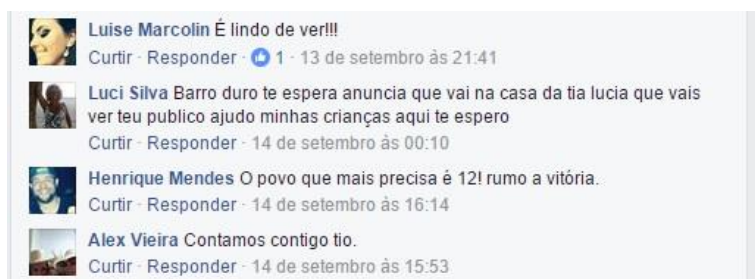 Luise Marcolin É lindo de ver!!!
Curtir · Responder · 1 · 13 de setembro às 21:41
Luci Silva Barro duro te espera anuncia que vai na casa da tia lucia que vais
ver teu publico ajudo minhas crianças aqui te espero
Curtir · Responder · 14 de setembro às 00:10
Henrique Mendes O povo que mais precisa é 12! rumo a vitória.
Curtir · Responder · 14 de setembro às 16:14
Alex Vieira Contamos contigo tio.
Curtir · Responder · 14 de setembro às 15:53